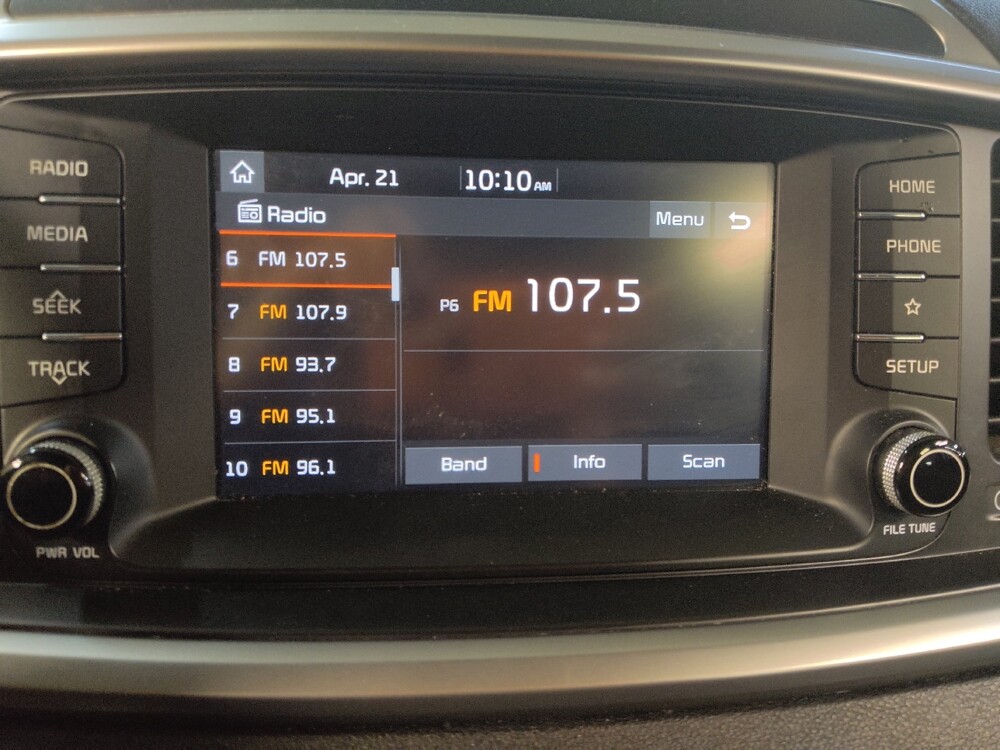 RADIO
MEDIA
SEEK
TRACK
PWR VOL
Apr. 21 10:10 AM
Radio Menu
6 FM 107.5
7 FM 107.9
8 FM 93.7
9 FM 95.1
10 FM 96.1
P6 FM 107.5
Band Info Scan
HOME
PHONE
SETUP
FILE TUNE